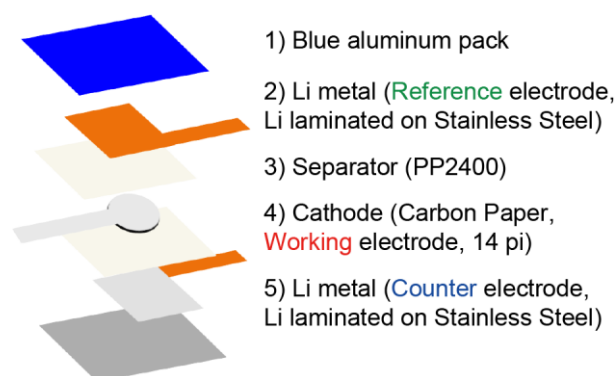 1) Blue aluminum pack
2) Li metal (Reference electrode,
Li laminated on Stainless Steel)
3) Separator (PP2400)
4) Cathode (Carbon Paper,
Working electrode, 14 pi)
5) Li metal (Counter electrode,
Li laminated on Stainless Steel)